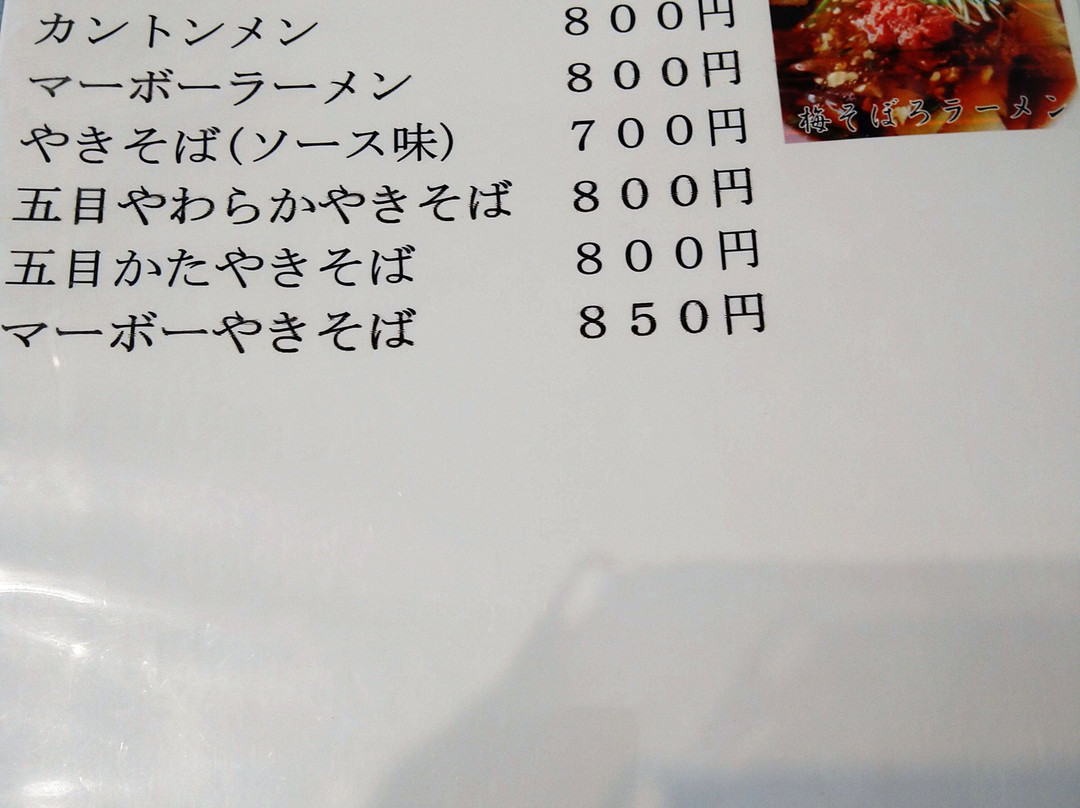 カントンメン ８００円
マーボーラーメン ８００円
やきそば(ソース味) ７００円
五目やわらかやきそば ８００円
五目かたやきそば ８００円
マーボーやきそば ８５０円
梅そぼろラーメン